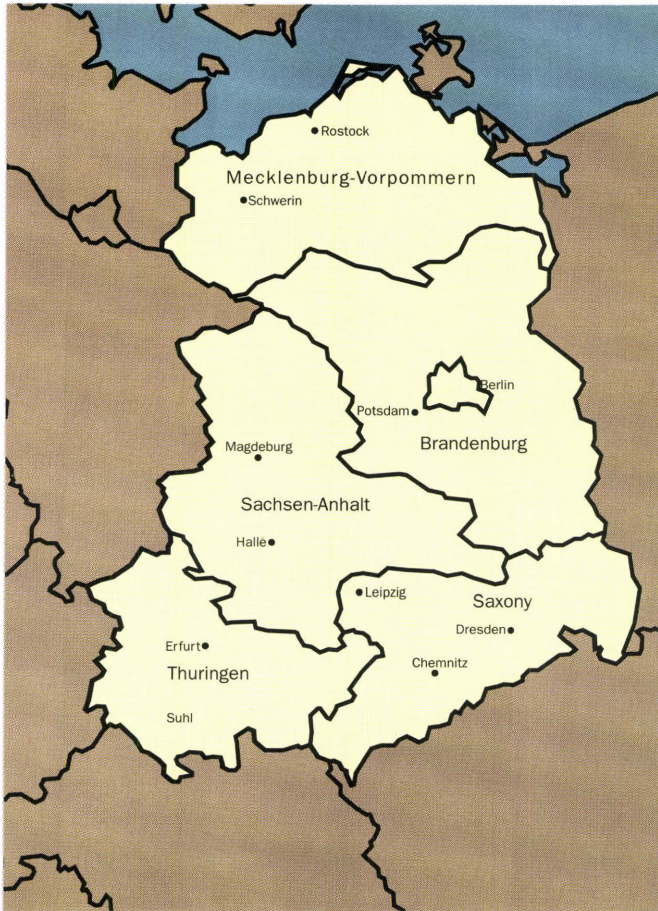 Rostock
Mecklenburg-Vorpommern
Schwerin
Berlin
Potsdam
Brandenburg
Magdeburg
Sachsen-Anhalt
Halle
Leipzig
Saxony
Dresden
Erfurt
Chemnitz
Thuringen
Suhl